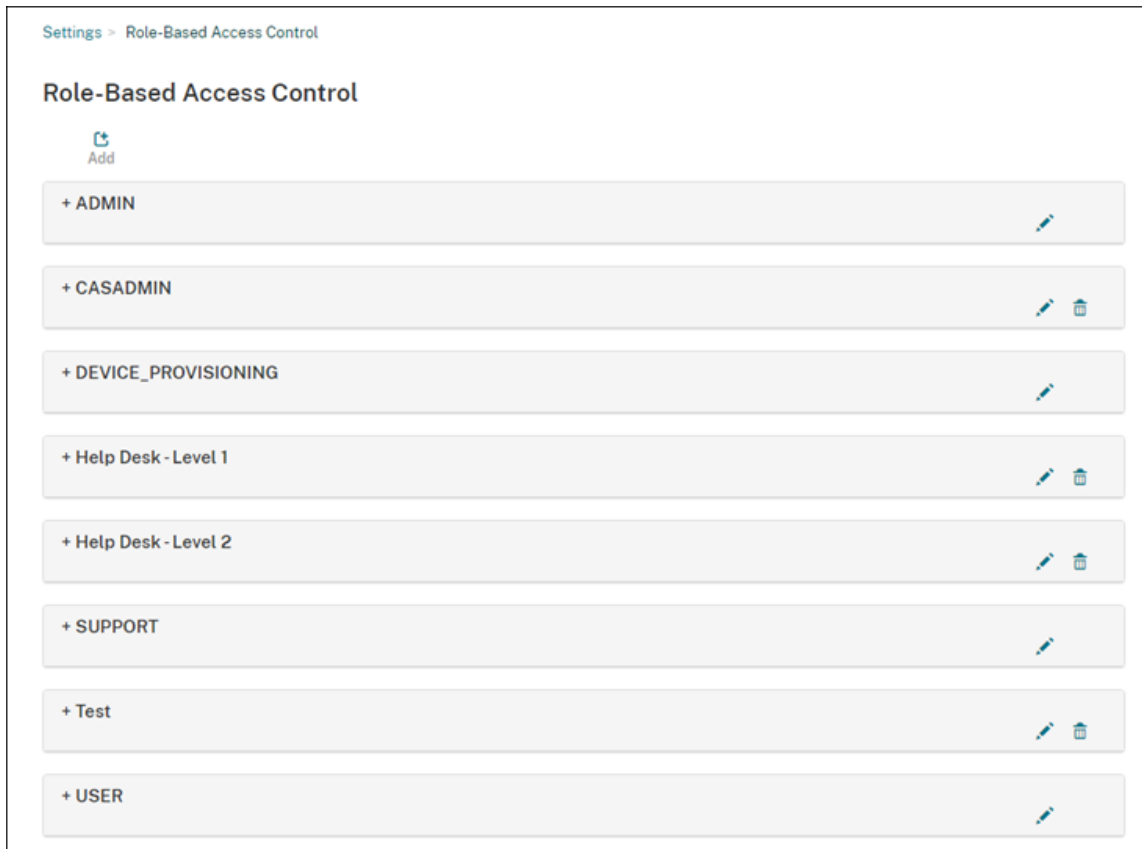 Settings > Role-Based Access Control
Role-Based Access Control
Add
+ ADMIN
+ CASADMIN
+ DEVICE_PROVISIONING
+ Help Desk - Level 1
+ Help Desk - Level 2
+ SUPPORT
+ Test
+ USER